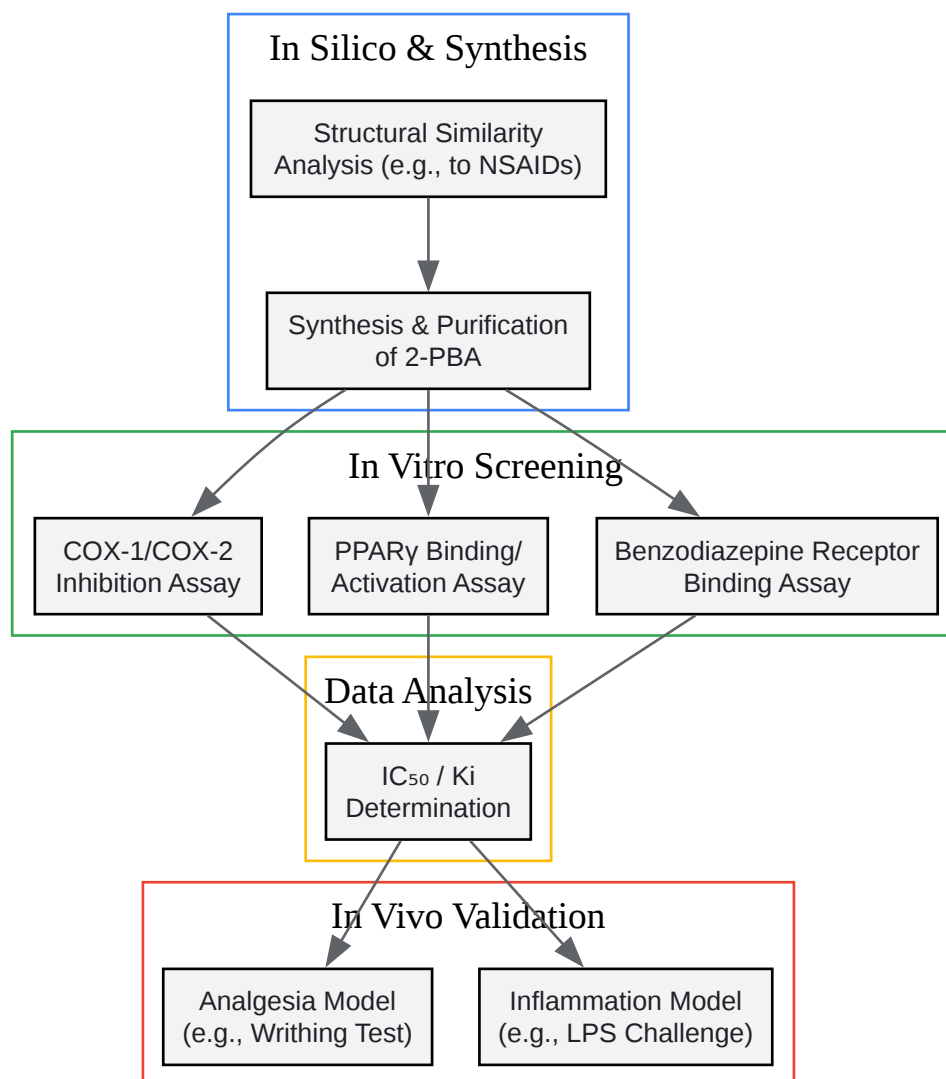 In Silico & Synthesis
Structural Similarity
Analysis (e.g., to NSAIDs)
Synthesis & Purification
of 2-PBA
In Vitro Screening
COX-1/COX-2
Inhibition Assay
PPARγ Binding/
Activation Assay
Benzodiazepine Receptor
Binding Assay
Data Analysis
IC₅₀ / Ki
Determination
In Vivo Validation
Analgesia Model
(e.g., Writhing Test)
Inflammation Model
(e.g., LPS Challenge)